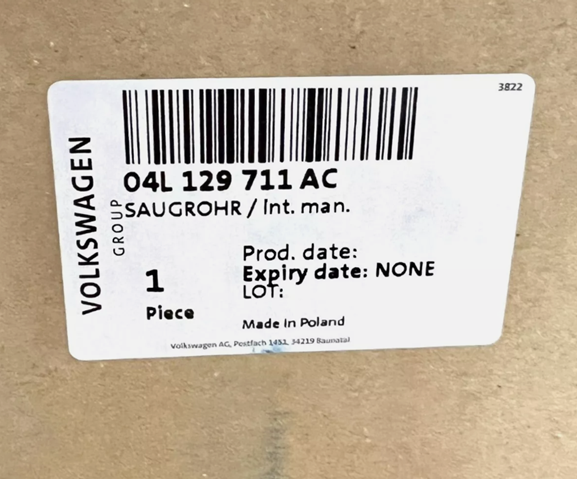 3822
VOLKSWAGEN
GROUP
04L 129 711 AC
SAUGROHR / Int. man.
1
Piece
Prod. date:
Expiry date: NONE
LOT:
Made In Poland
Volkswagen AG, Postfach 1451, 34219 Baunatal